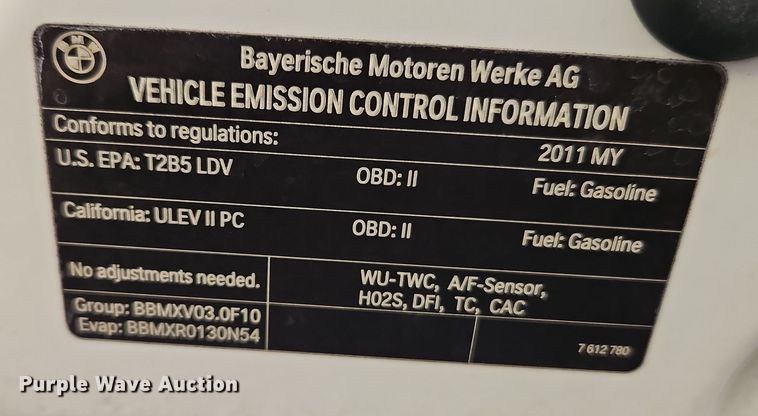 BMW
Bayerische Motoren Werke AG
VEHICLE EMISSION CONTROL INFORMATION
Conforms to regulations: 2011 MY
U.S. EPA: T2B5 LDV OBD: II Fuel: Gasoline
California: ULEV II PC OBD: II Fuel: Gasoline
No adjustments needed.
WU-TWC, A/F-Sensor,
H02S, DFI, TC, CAC
Group: BBMXV03.0F10
Evap: BBMXR0130N54
7 612 780
Purple Wave Auction